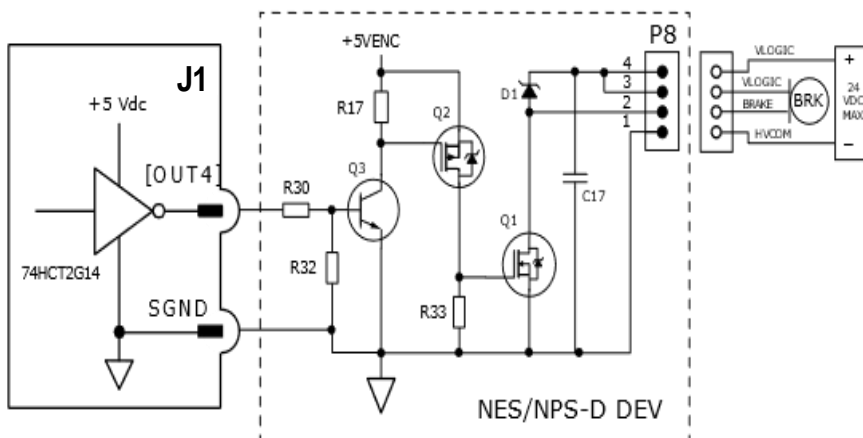 J1
+5 Vdc
[OUT4]
74HCT2G14
SGND
+5VENC
R17
Q2
Q3
R30
R32
R33
D1
Q1
C17
P8
4
3
2
1
NES/NPS-D DEV
VLOGIC
VLOGIC
BRAKE
HVCOM
BRK
+
24
VDC
MAX
−